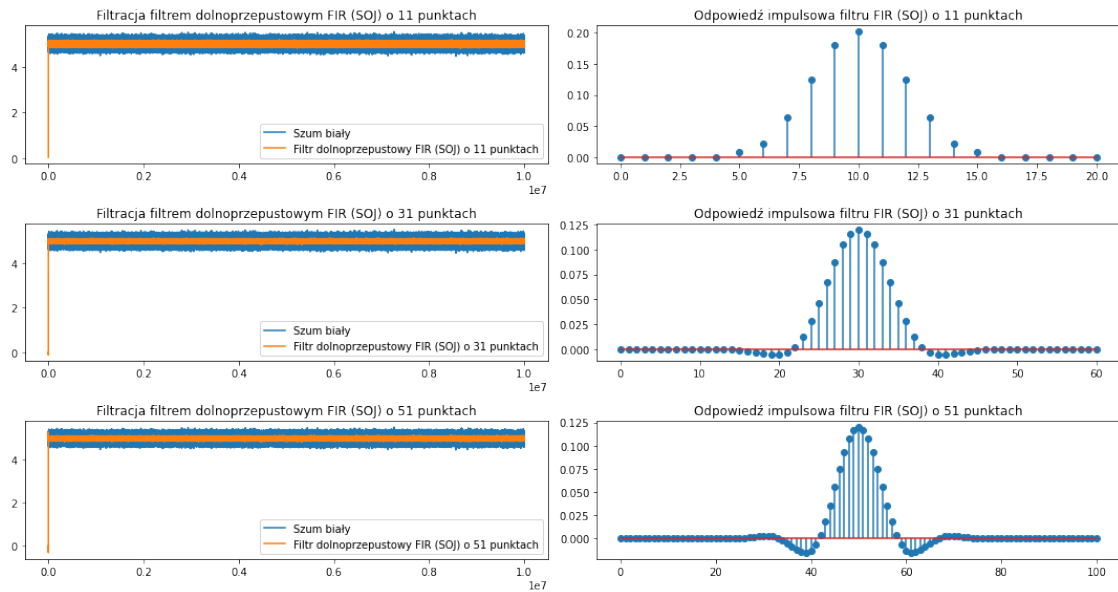 Filtracja filtrem dolnoprzepustowym FIR (SOJ) o 11 punktach
4
2
0
Szum biały
Filtr dolnoprzepustowy FIR (SOJ) o 11 punktach
0.0 0.2 0.4 0.6 0.8 1.0
1e7
Odpowiedź impulsowa filtru FIR (SOJ) o 11 punktach
0.20
0.15
0.10
0.05
0.00
0.0 2.5 5.0 7.5 10.0 12.5 15.0 17.5 20.0
Filtracja filtrem dolnoprzepustowym FIR (SOJ) o 31 punktach
4
2
0
Szum biały
Filtr dolnoprzepustowy FIR (SOJ) o 31 punktach
0.0 0.2 0.4 0.6 0.8 1.0
1e7
Odpowiedź impulsowa filtru FIR (SOJ) o 31 punktach
0.125
0.100
0.075
0.050
0.025
0.000
0 10 20 30 40 50 60
Filtracja filtrem dolnoprzepustowym FIR (SOJ) o 51 punktach
4
2
0
Szum biały
Filtr dolnoprzepustowy FIR (SOJ) o 51 punktach
0.0 0.2 0.4 0.6 0.8 1.0
1e7
Odpowiedź impulsowa filtru FIR (SOJ) o 51 punktach
0.125
0.100
0.075
0.050
0.025
0.000
0 20 40 60 80 100